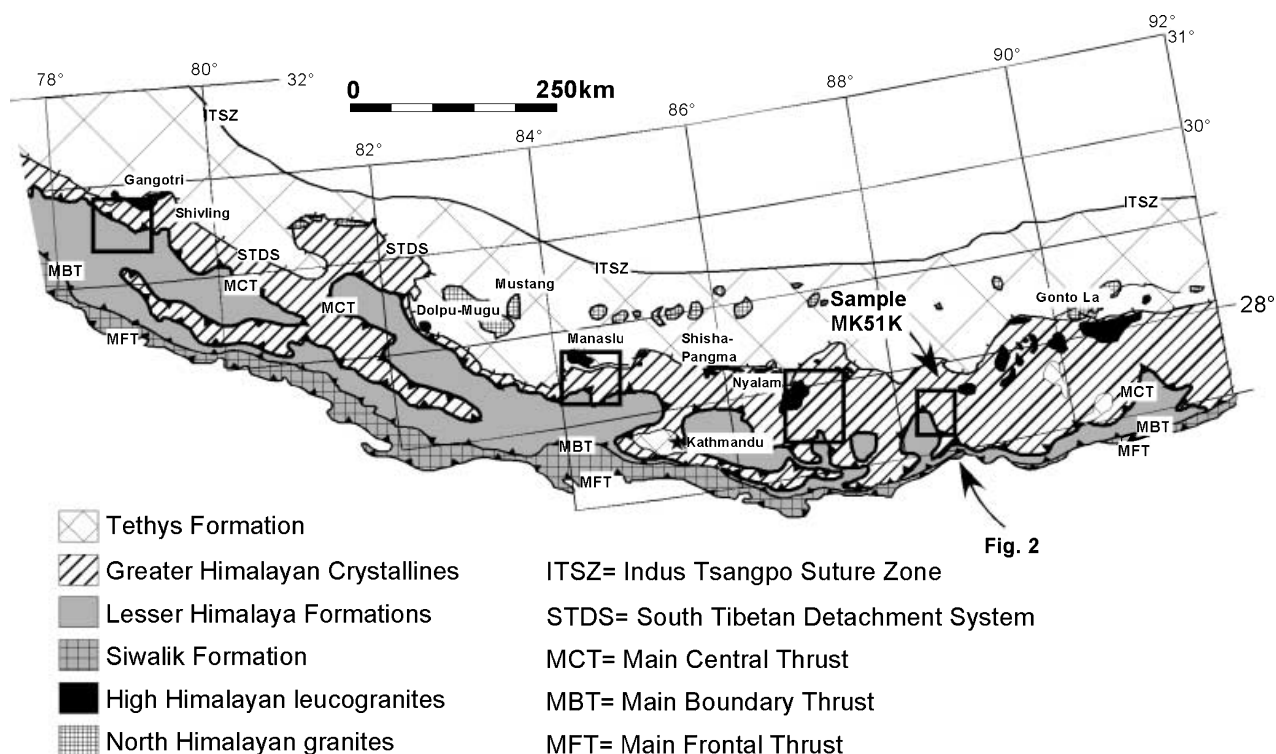 92°
31°
90°
88°
78°
80°
32°
0 250km
86°
30°
84°
ITSZ
82°
Gangotri
Shivling
ITSZ
STDS
STDS
ITSZ
MBT
MCT
Mustang
Sample
MK51K
Gonto La
28°
MCT
Dolpu-Mugu
MFT
Manaslu
Shisha-
Pangma
Nyalam
MCT
MBT
MFT
MBT
Kathmandu
MFT
Fig. 2
Tethys Formation
Greater Himalayan Crystallines
Lesser Himalaya Formations
Siwalik Formation
High Himalayan leucogranites
North Himalayan granites
ITSZ= Indus Tsangpo Suture Zone
STDS= South Tibetan Detachment System
MCT= Main Central Thrust
MBT= Main Boundary Thrust
MFT= Main Frontal Thrust